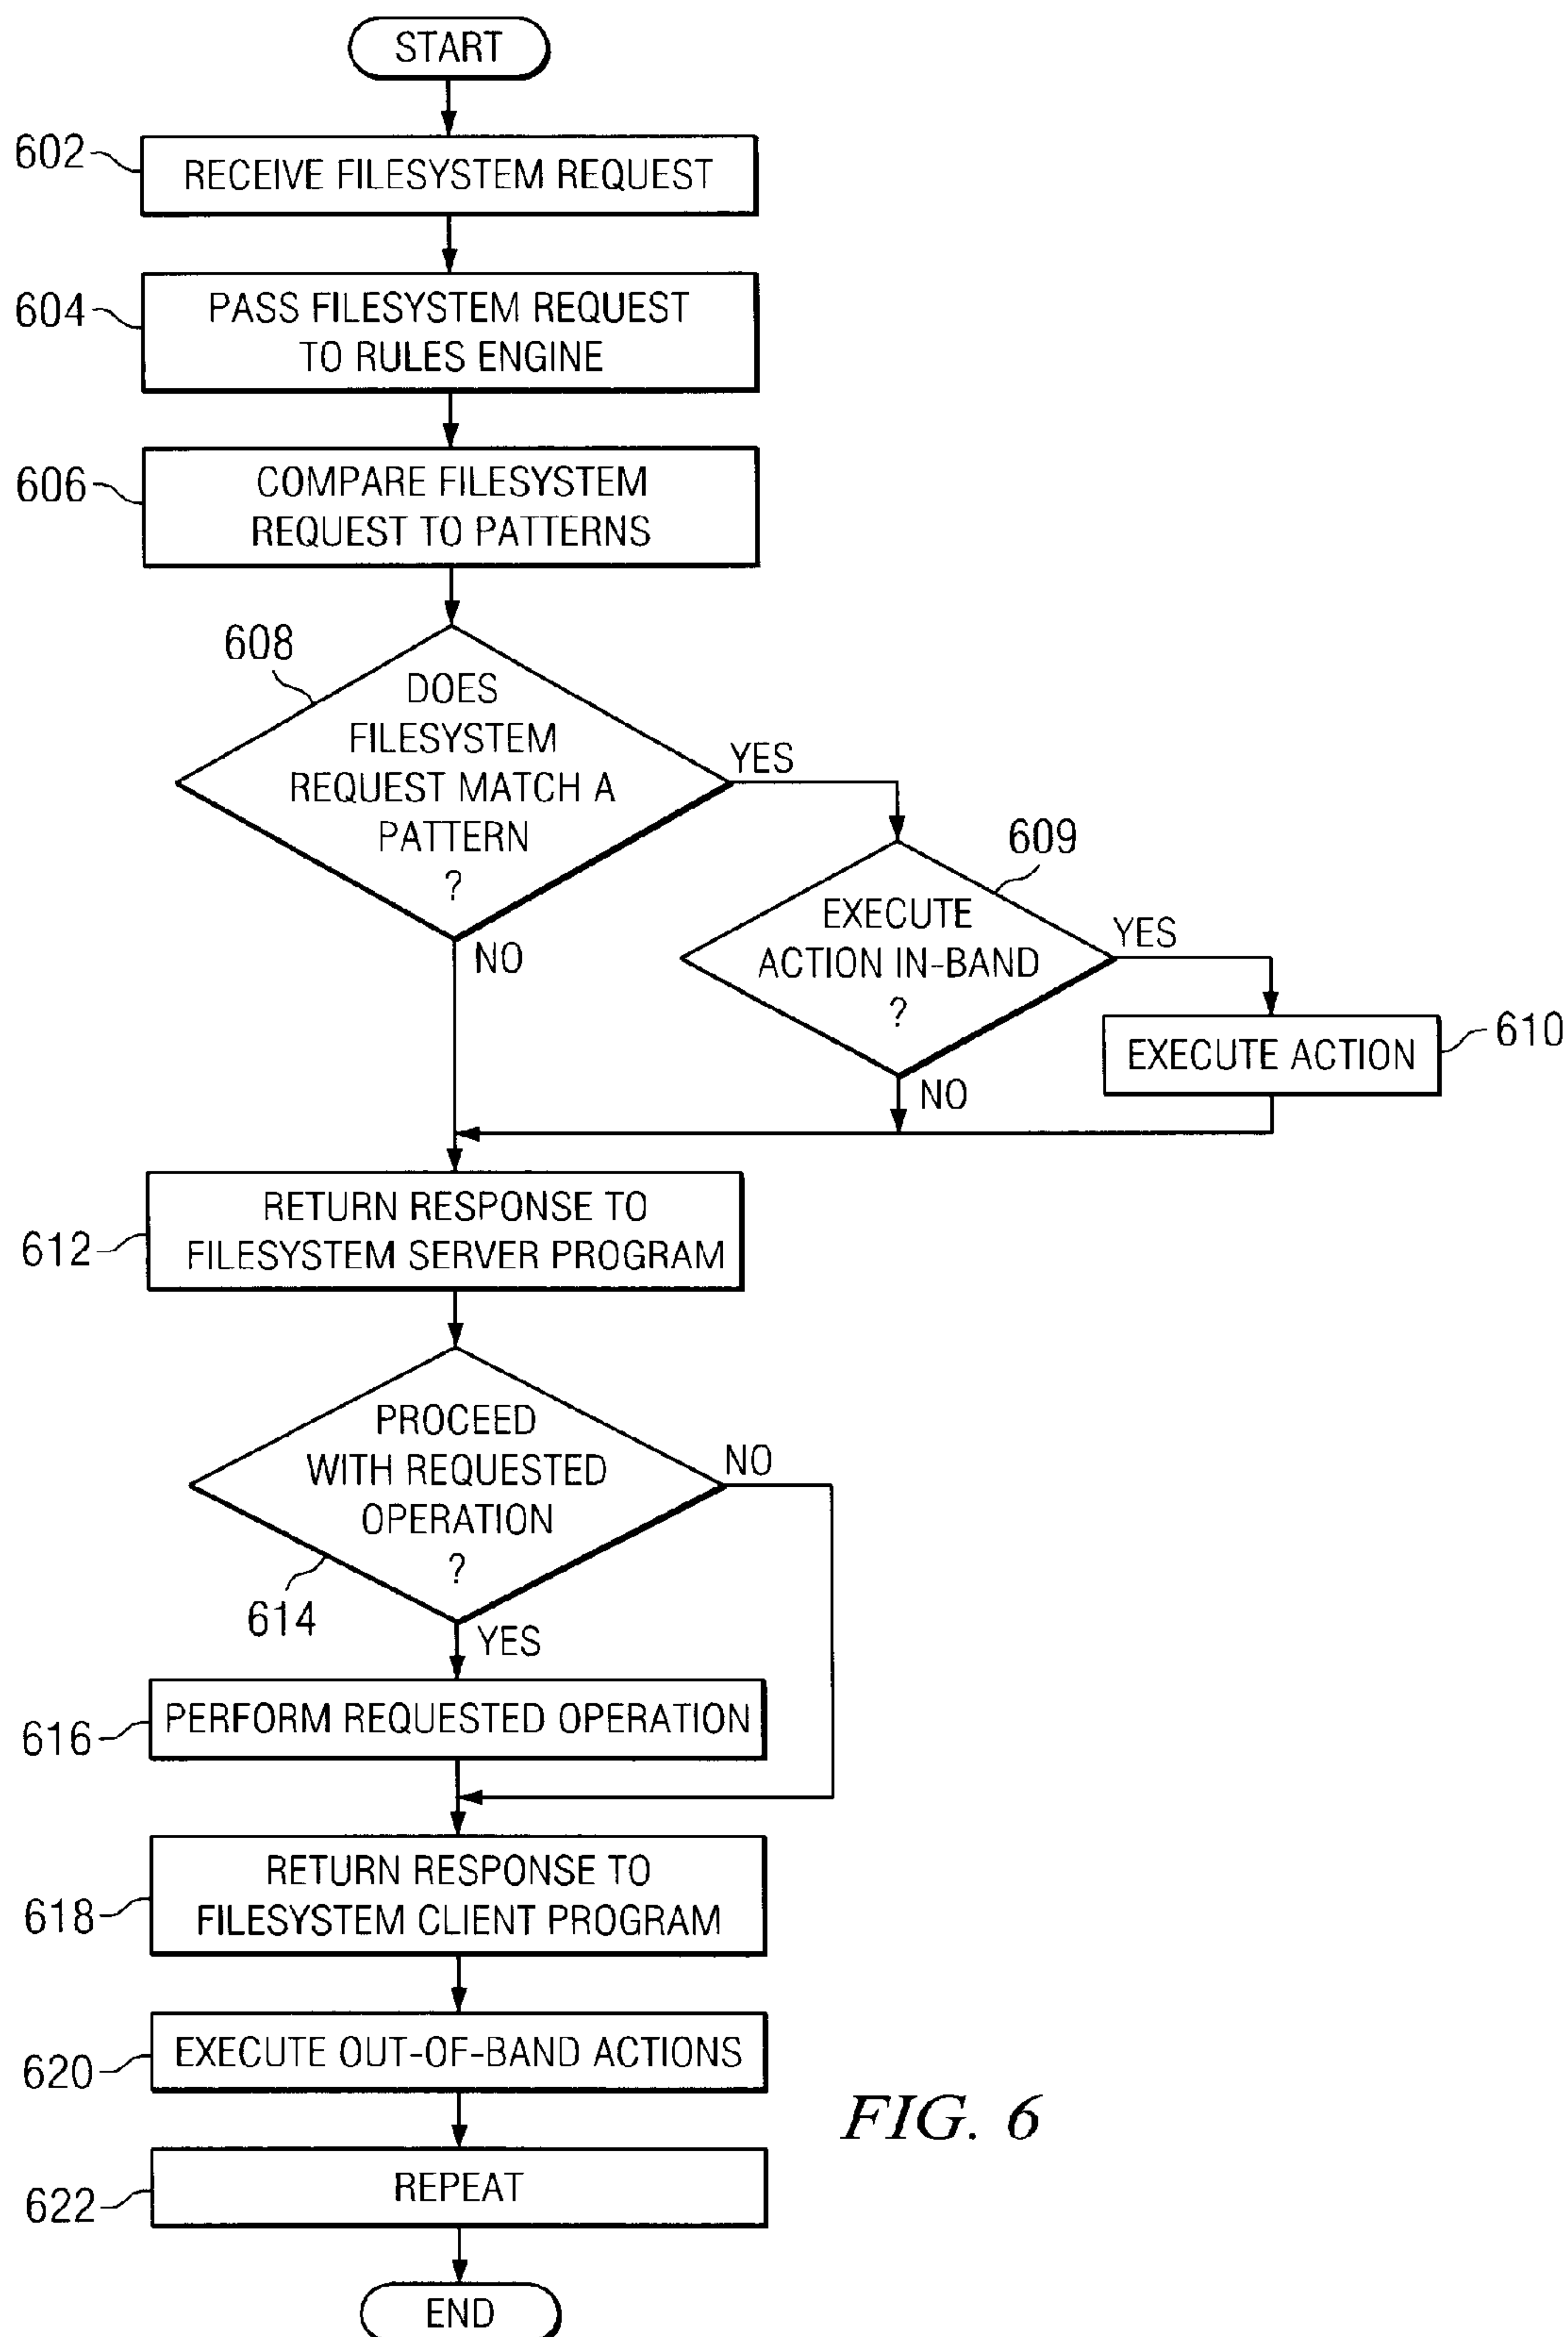 START
602
RECEIVE FILESYSTEM REQUEST
604
PASS FILESYSTEM REQUEST
TO RULES ENGINE
606
COMPARE FILESYSTEM
REQUEST TO PATTERNS
608
DOES
FILESYSTEM
REQUEST MATCH A
PATTERN
?
YES
NO
609
EXECUTE
ACTION IN-BAND
?
YES
NO
EXECUTE ACTION
610
612
RETURN RESPONSE TO
FILESYSTEM SERVER PROGRAM
PROCEED
WITH REQUESTED
OPERATION
?
NO
614
YES
616
PERFORM REQUESTED OPERATION
618
RETURN RESPONSE TO
FILESYSTEM CLIENT PROGRAM
620
EXECUTE OUT-OF-BAND ACTIONS
FIG. 6
622
REPEAT
END